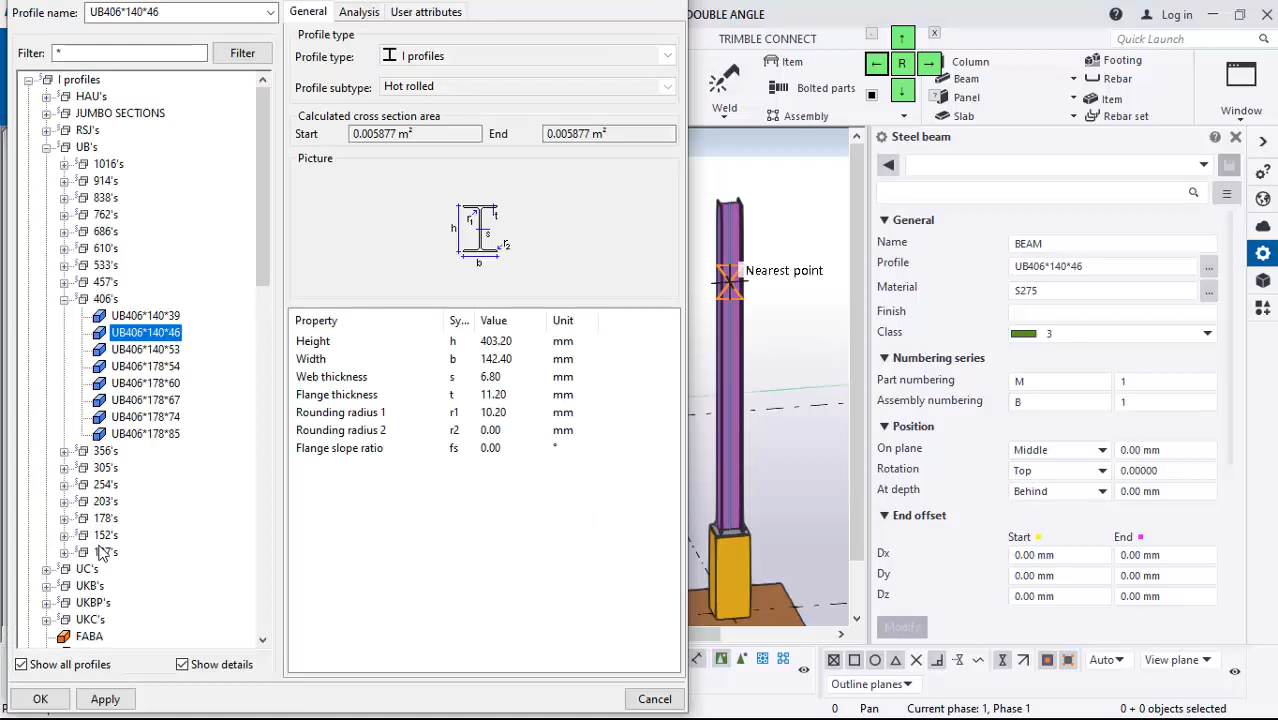 Profile name: UB406*140*46
Filter: * Filter
I profiles
HAU's
JUMBO SECTIONS
RSJ's
UB's
1016's
914's
838's
762's
686's
610's
533's
457's
406's
UB406*140*39
UB406*140*46
UB406*140*53
UB406*178*54
UB406*178*60
UB406*178*67
UB406*178*74
UB406*178*85
356's
305's
254's
203's
178's
152's
UC's
UKB's
UKBP's
UKC's
FABA
Show all profiles Show details
OK Apply Cancel
General Analysis User attributes
Profile type
Profile type: I profiles
Profile subtype: Hot rolled
Calculated cross section area
Start 0.005877 m² End 0.005877 m²
Picture
h r1 s t r2 b
Property Sy... Value Unit
Height h 403.20 mm
Width b 142.40 mm
Web thickness s 6.80 mm
Flange thickness t 11.20 mm
Rounding radius 1 r1 10.20 mm
Rounding radius 2 r2 0.00 mm
Flange slope ratio fs 0.00 °
DOUBLE ANGLE Log in
TRIMBLE CONNECT Quick Launch
Weld
Item
Bolted parts
Assembly
R
Column
Beam
Panel
Slab
Footing
Rebar
Item
Rebar set
Window
Nearest point
Steel beam
General
Name BEAM
Profile UB406*140*46 ...
Material S275 ...
Finish
Class 3
Numbering series
Part numbering M 1
Assembly numbering B 1
Position
On plane Middle 0.00 mm
Rotation Top 0.00000
At depth Behind 0.00 mm
End offset
Start End
Dx 0.00 mm 0.00 mm
Dy 0.00 mm 0.00 mm
Dz 0.00 mm 0.00 mm
Modify
Auto View plane
Outline planes
0 Pan Current phase: 1, Phase 1 0 + 0 objects selected